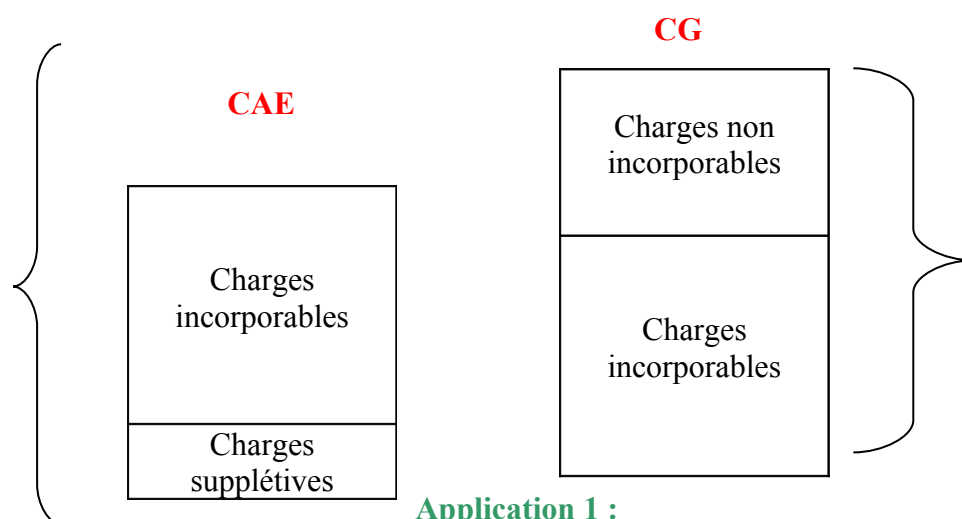 CG
CAE
Charges non
incorporables
Charges
incorporables
Charges
incorporables
Charges
supplétives
Application 1 :